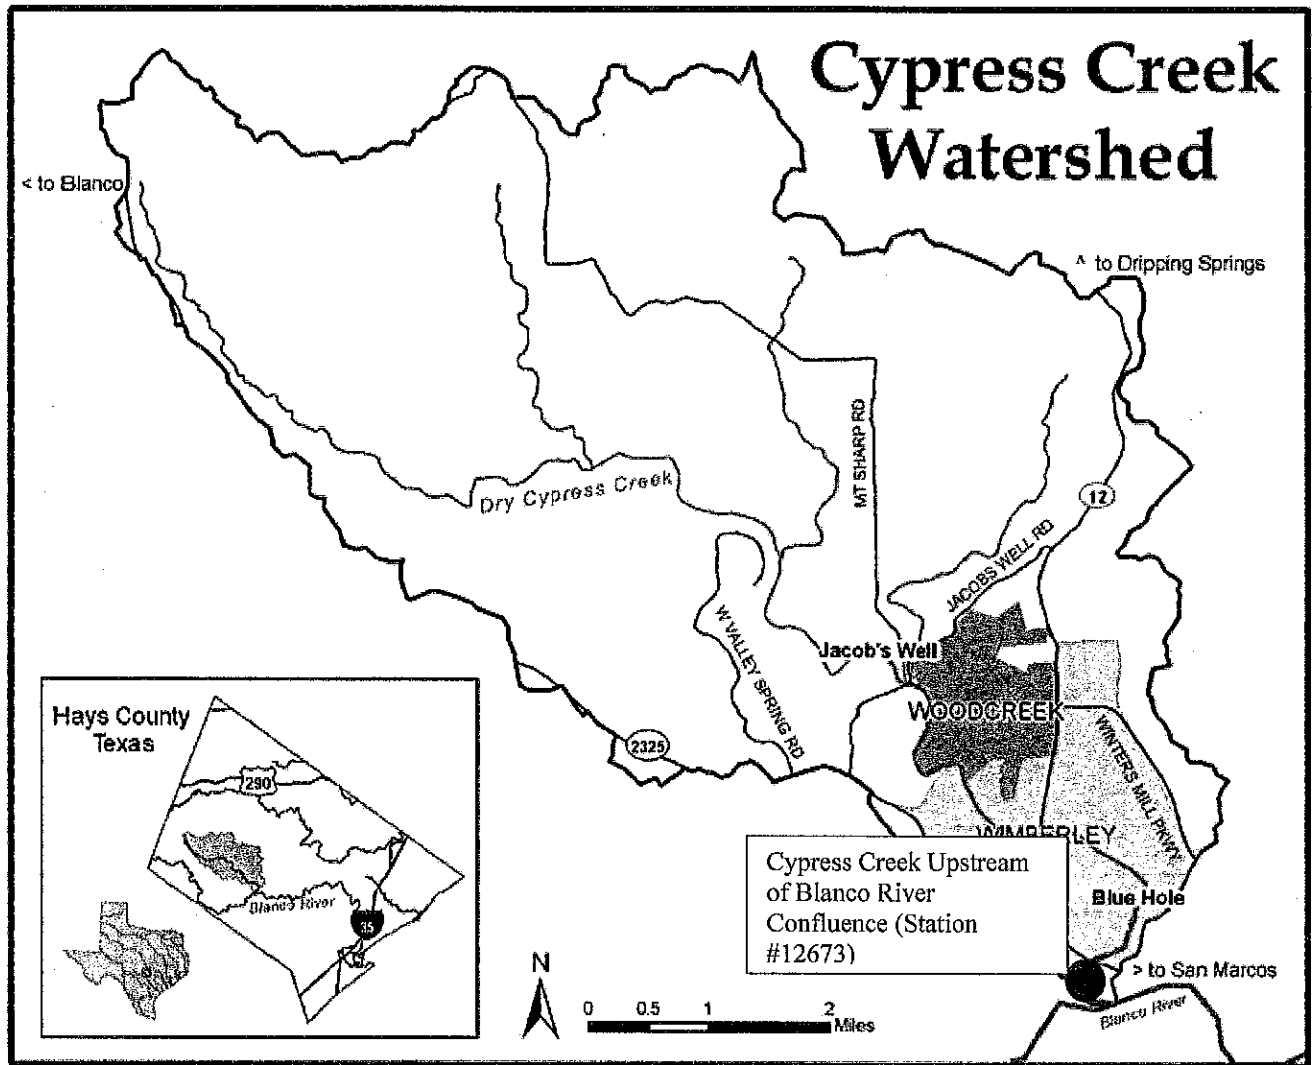 Cypress Creek
Watershed
< to Blanco
^ to Dripping Springs
Dry Cypress Creek
MT SHARP RD
12
JACOBS WELL RD
W VALLEY SPRING RD
Jacob's Well
WOODCREEK
WINTERS MILL PKWY
2325
WIMBERLEY
Cypress Creek Upstream
of Blanco River
Confluence (Station
#12673)
Blue Hole
> to San Marcos
Blanco River
Hays County
Texas
290
Blanco River
35
N
0 0.5 1 2
Miles